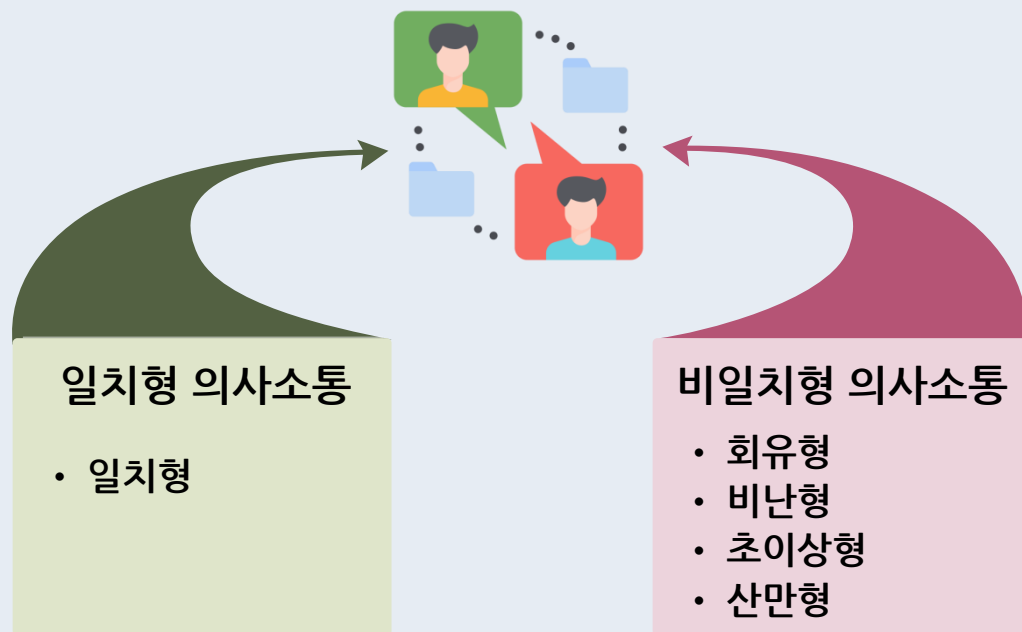 일치형 의사소통
• 일치형
비일치형 의사소통
• 회유형
• 비난형
• 초이상형
• 산만형